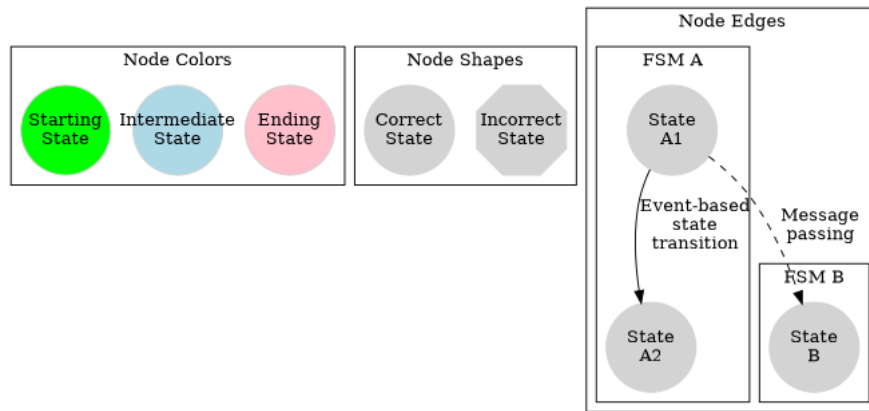 Node Edges
Node Colors
Node Shapes
FSM A
Starting
State
Intermediate
State
Ending
State
Correct
State
Incorrect
State
State
A1
Event-based
state
transition
Message
passing
FSM B
State
A2
State
B